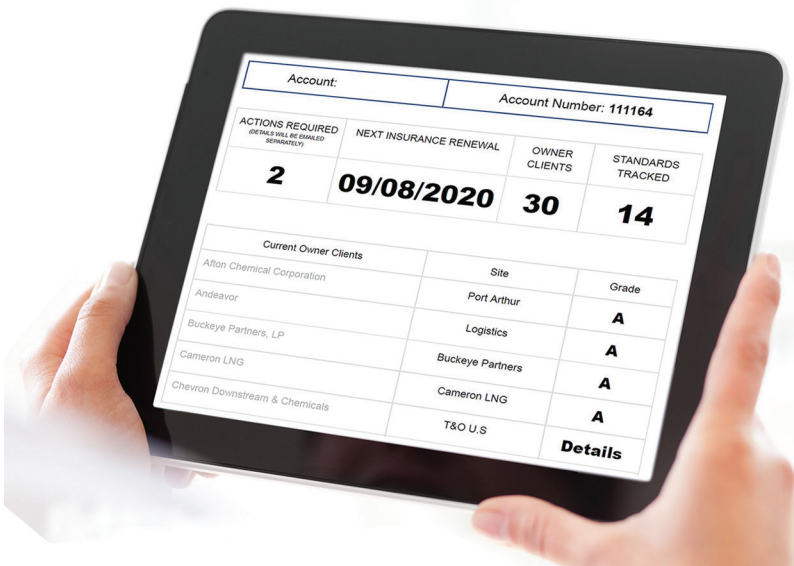 Account:
Account Number: 111164
ACTIONS REQUIRED
(DETAILS WILL BE EMAILED
SEPARATELY)
2
NEXT INSURANCE RENEWAL
09/08/2020
OWNER
CLIENTS
30
STANDARDS
TRACKED
14
Current Owner Clients
Site
Grade
Afton Chemical Corporation
Port Arthur
A
Andeavor
Logistics
A
Buckeye Partners, LP
Buckeye Partners
A
Cameron LNG
Cameron LNG
A
Chevron Downstream & Chemicals
T&O U.S
Details